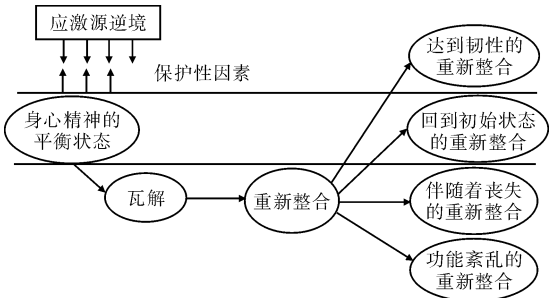 应激源逆境
保护性因素
身心精神的
平衡状态
瓦解
重新整合
达到韧性的
重新整合
回到初始状态
的重新整合
伴随着丧失
的重新整合
功能紊乱的
重新整合